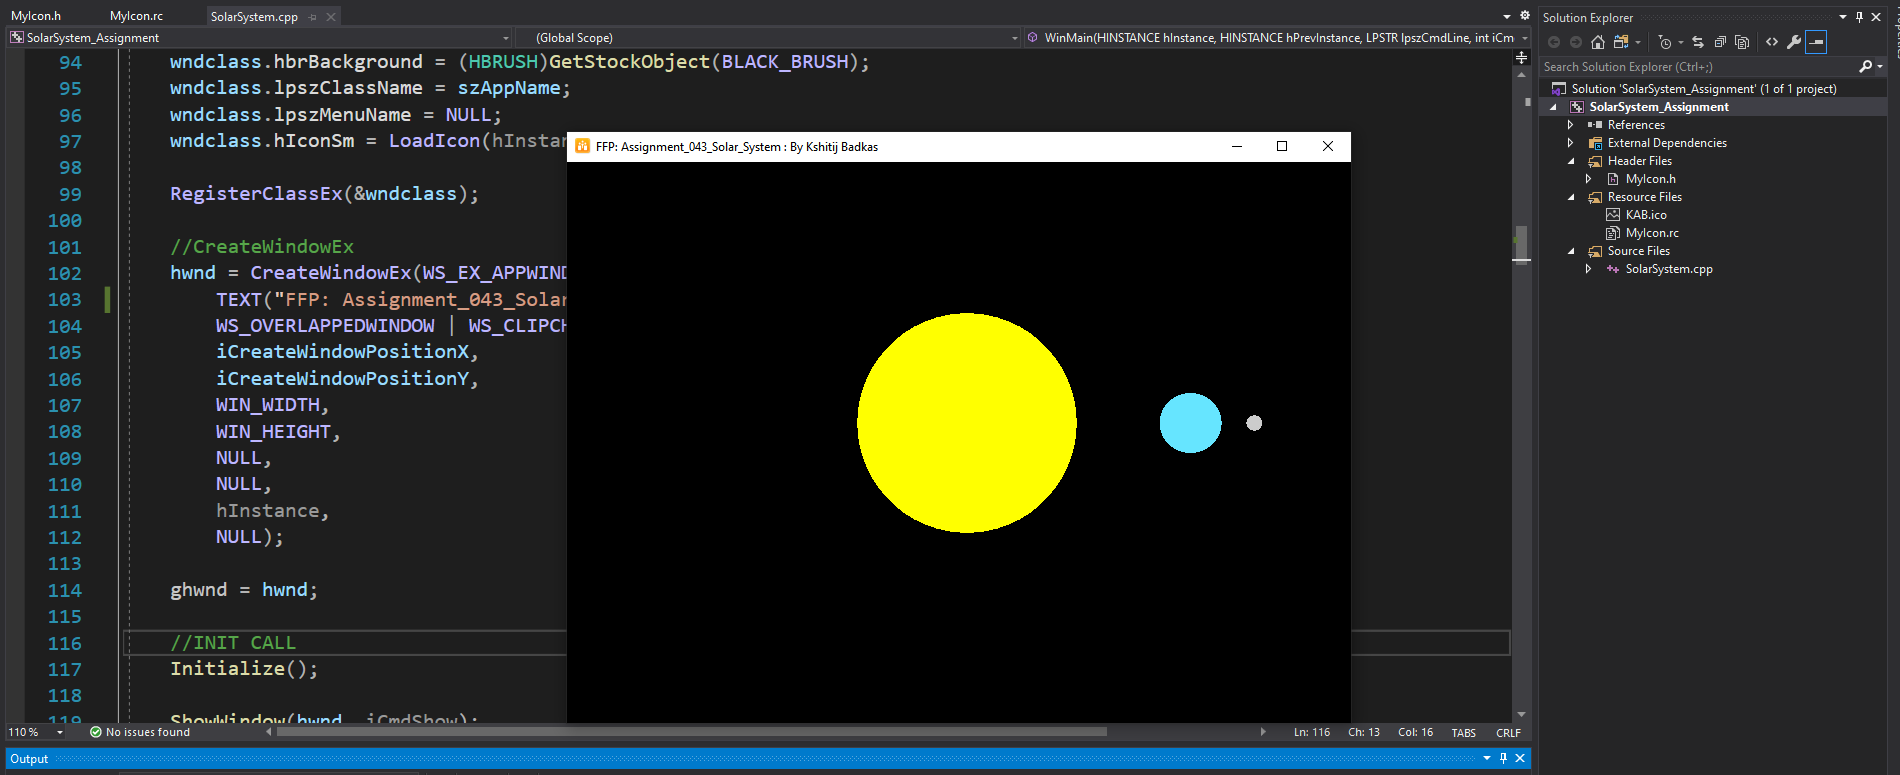 MyIcon.h MyIcon.rc SolarSystem.cpp
SolarSystem_Assignment (Global Scope) WinMain(HINSTANCE hInstance, HINSTANCE hPrevInstance, LPSTR lpszCmdLine, int iCm
94 wndclass.hbrBackground = (HBRUSH)GetStockObject(BLACK_BRUSH);
95 wndclass.lpszClassName = szAppName;
96 wndclass.lpszMenuName = NULL;
97 wndclass.hIconSm = LoadIcon(hInstan
98
99 RegisterClassEx(&wndclass);
100
101 //CreateWindowEx
102 hwnd = CreateWindowEx(WS_EX_APPWIND
103 TEXT("FFP: Assignment_043_Solar
104 WS_OVERLAPPEDWINDOW | WS_CLIPCH
105 iCreateWindowPositionX,
106 iCreateWindowPositionY,
107 WIN_WIDTH,
108 WIN_HEIGHT,
109 NULL,
110 NULL,
111 hInstance,
112 NULL);
113
114 ghwnd = hwnd;
115
116 //INIT CALL
117 Initialize();
118
119 ShowWindow(hwnd, iCmdShow);
110 % No issues found Ln: 116 Ch: 13 Col: 16 TABS CRLF
Output
FFP: Assignment_043_Solar_System : By Kshitij Badkas
Solution Explorer
Search Solution Explorer (Ctrl+;)
Solution 'SolarSystem_Assignment' (1 of 1 project)
SolarSystem_Assignment
References
External Dependencies
Header Files
MyIcon.h
Resource Files
KAB.ico
MyIcon.rc
Source Files
SolarSystem.cpp